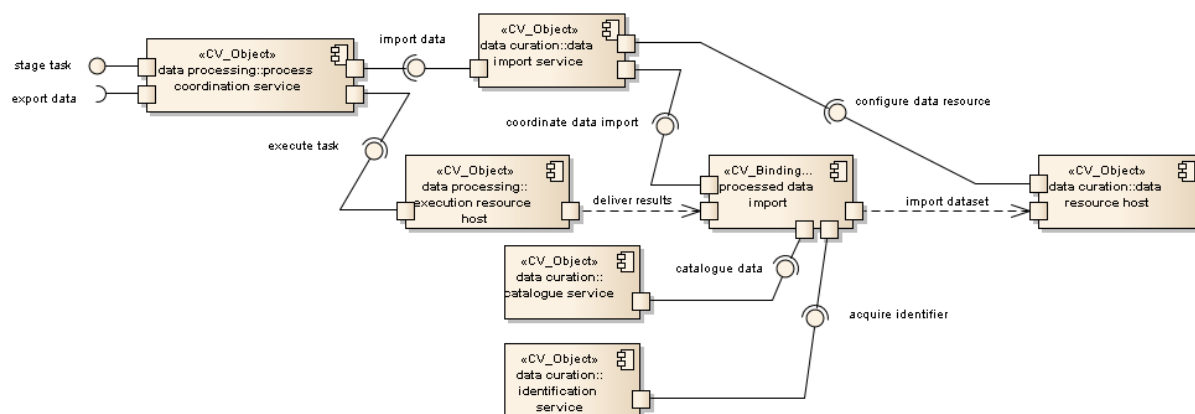 stage task
export data
«CV_Object»
data processing::process
coordination service
import data
«CV_Object»
data curation::data
import service
execute task
coordinate data import
configure data resource
«CV_Object»
data processing::
execution resource
host
deliver results
«CV_Binding...
processed data
import
import dataset
«CV_Object»
data curation::data
resource host
«CV_Object»
data curation::
catalogue service
catalogue data
acquire identifier
«CV_Object»
data curation::
identification
service